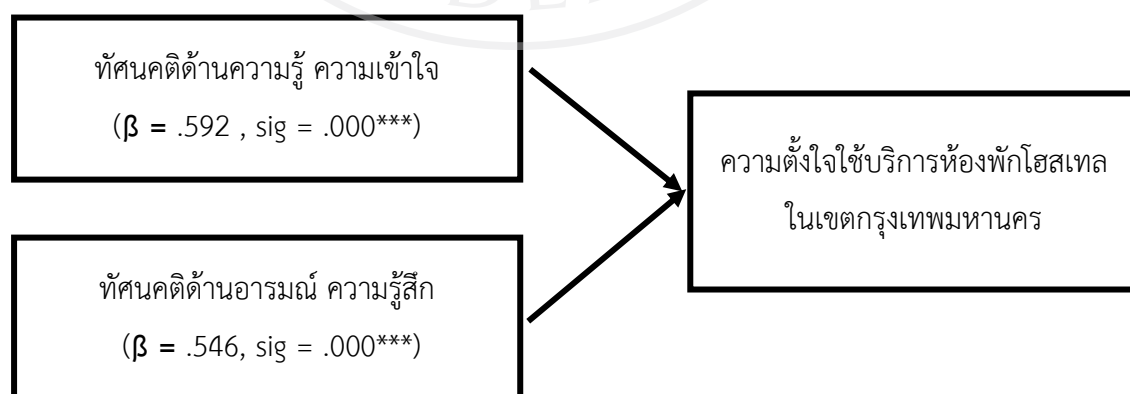 ทัศนคติด้านความรู้ ความเข้าใจ
(β = .592 , sig = .000***)
ความตั้งใจใช้บริการห้องพักโฮสเทล
ในเขตกรุงเทพมหานคร
ทัศนคติด้านอารมณ์ ความรู้สึก
(β = .546, sig = .000***)